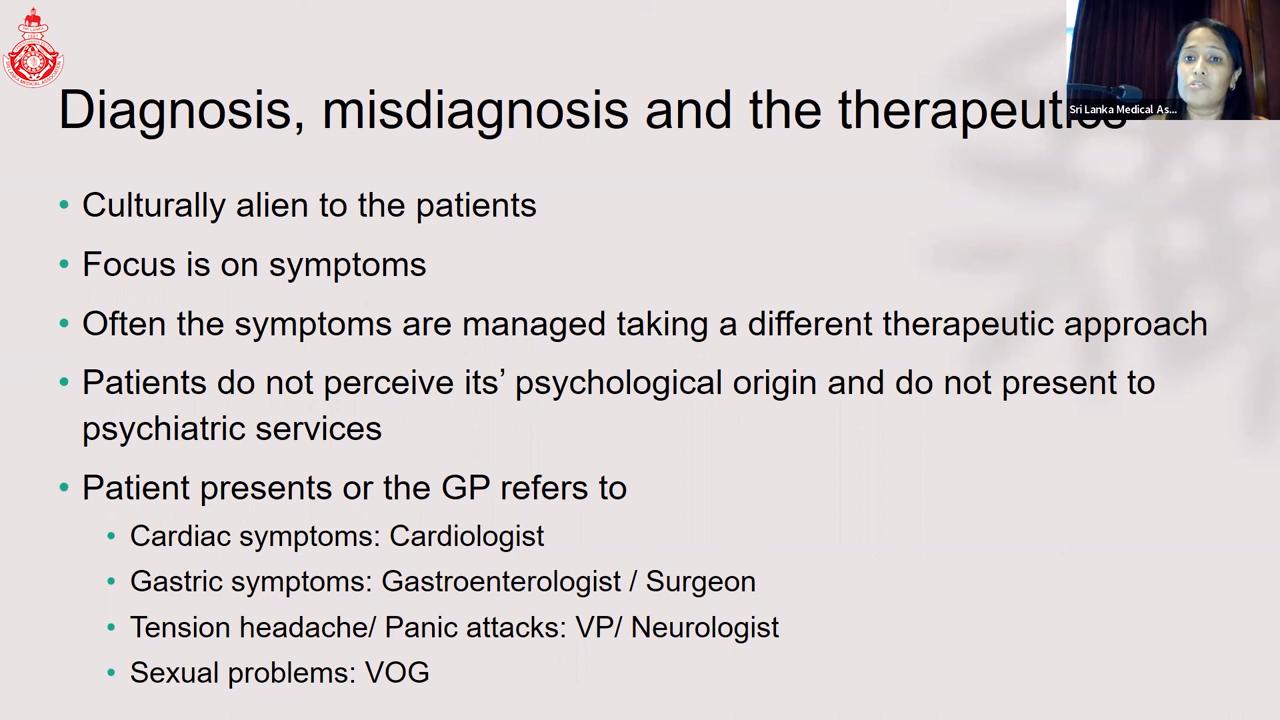 Diagnosis, misdiagnosis and the therapeutics
Sri Lanka Medical As...
• Culturally alien to the patients
• Focus is on symptoms
• Often the symptoms are managed taking a different therapeutic approach
• Patients do not perceive its’ psychological origin and do not present to
psychiatric services
• Patient presents or the GP refers to
• Cardiac symptoms: Cardiologist
• Gastric symptoms: Gastroenterologist / Surgeon
• Tension headache/ Panic attacks: VP/ Neurologist
• Sexual problems: VOG